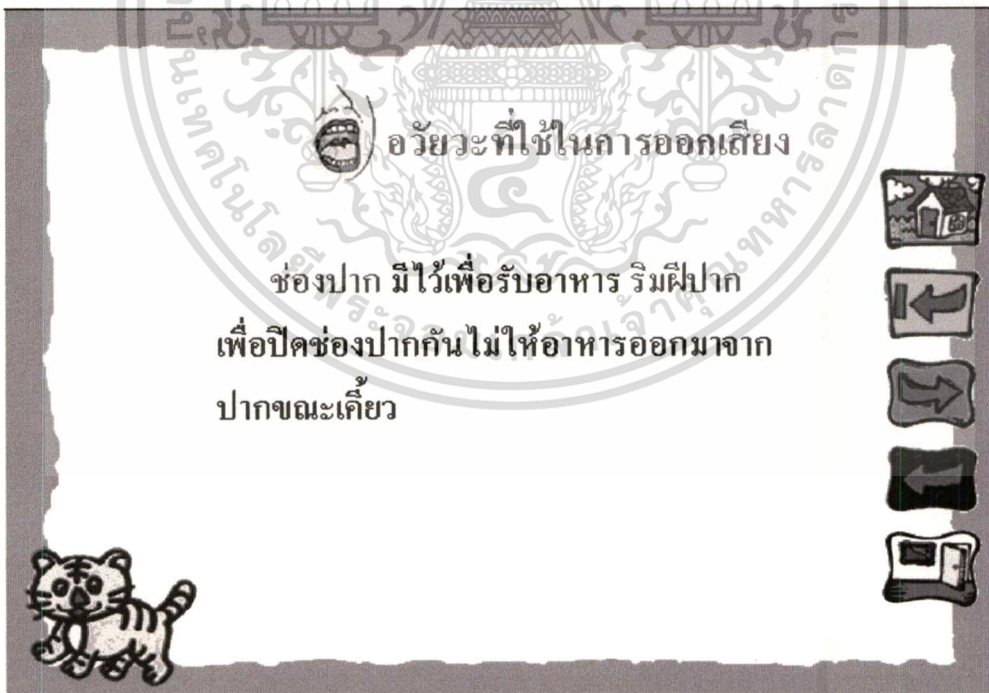 อวัยวะที่ใช้ในการออกเสียง
ช่องปาก มีไว้เพื่อรับอาหาร ริมฝีปาก
เพื่อปิดช่องปากกันไม่ให้อาหารออกมาจาก
ปากขณะเคี้ยว